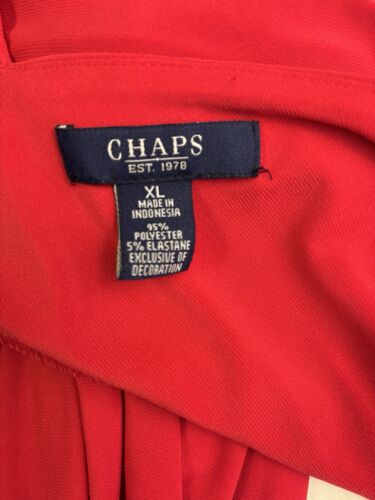 CHAPS
EST. 1978
XL
MADE IN
INDONESIA
95%
POLYESTER
5% ELASTANE
EXCLUSIVE OF
DECORATION